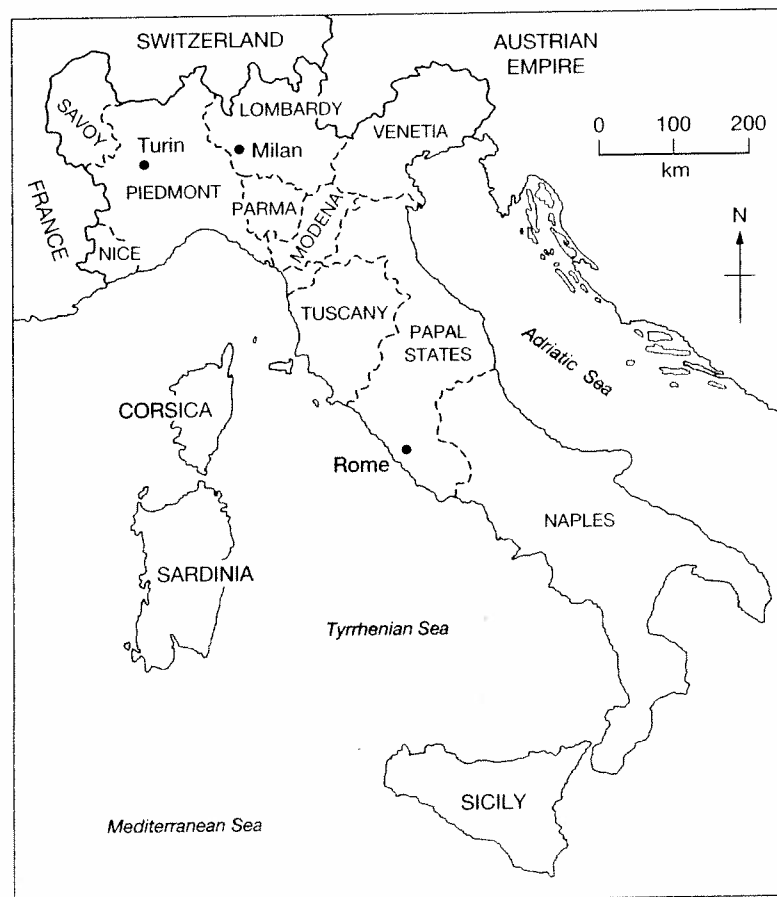 SWITZERLAND
AUSTRIAN
EMPIRE
SAVOY
LOMBARDY
VENETIA
0 100 200
km
Turin
Milan
PIEDMONT
PARMA
MODENA
FRANCE
NICE
N
TUSCANY
PAPAL
STATES
Adriatic Sea
CORSICA
Rome
NAPLES
SARDINIA
Tyrrhenian Sea
SICILY
Mediterranean Sea